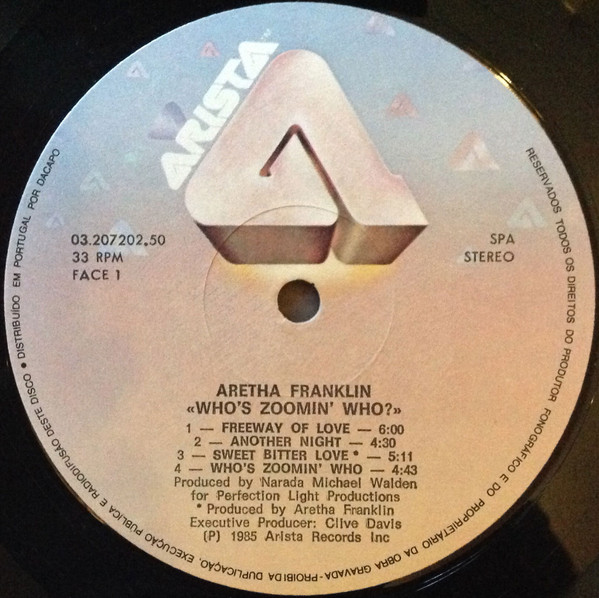 ARISTA
03.207202.50
33 RPM
FACE 1
SPA
STEREO
ARETHA FRANKLIN
«WHO'S ZOOMIN' WHO?»
1 — FREEWAY OF LOVE — 6:00
2 — ANOTHER NIGHT — 4:30
3 — SWEET BITTER LOVE * — 5:11
4 — WHO'S ZOOMIN' WHO — 4:43
Produced by Narada Michael Walden
for Perfection Light Productions
* Produced by Aretha Franklin
Executive Producer: Clive Davis
(P) 1985 Arista Records Inc
RESERVADOS TODOS OS DIREITOS DO PRODUTOR FONOGRÁFICO E DO PROPRIETÁRIO DA OBRA GRAVADA - PROIBIDA DUPLICAÇÃO, EXECUÇÃO PÚBLICA E RADIODIFUSÃO DESTE DISCO • DISTRIBUÍDO EM PORTUGAL POR DACAPO